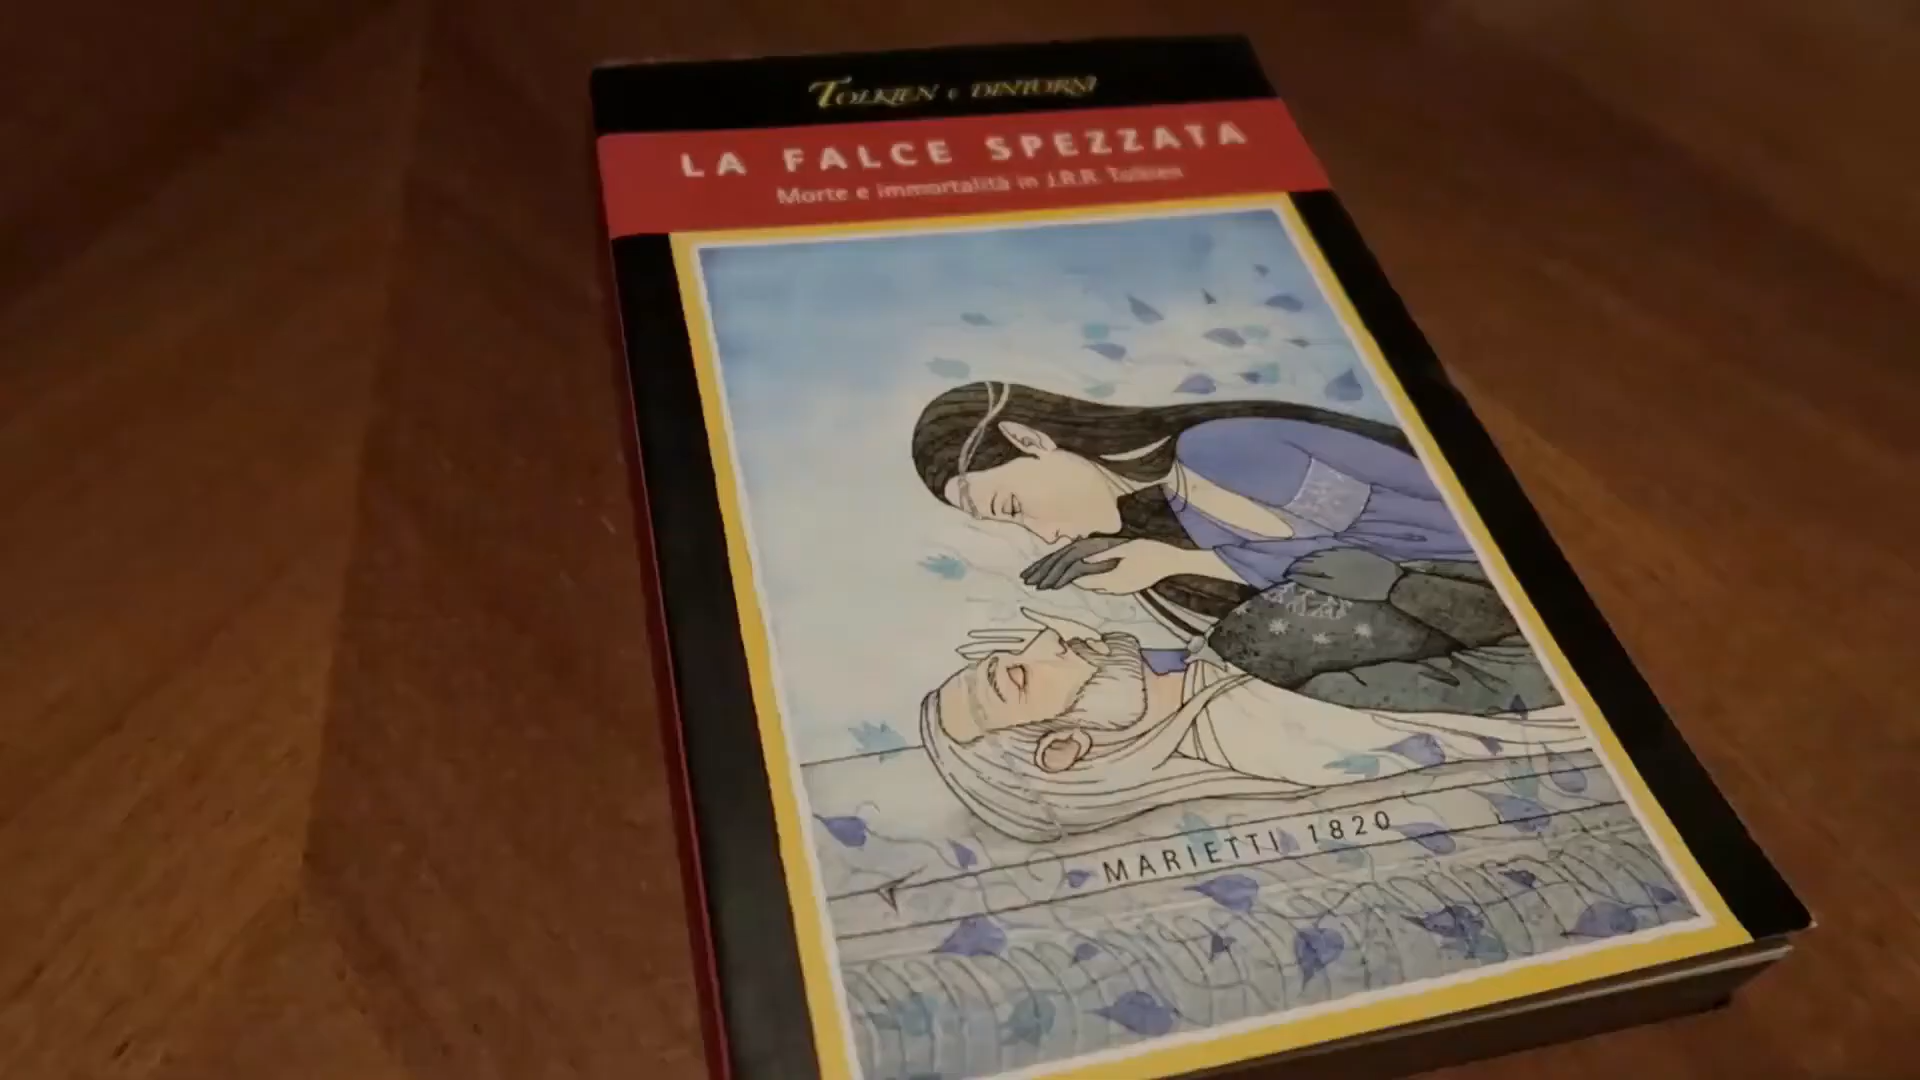 TOLKIEN E DINTORNI
LA FALCE SPEZZATA
Morte e immortalità in J.R.R. Tolkien
MARIETTI 1820